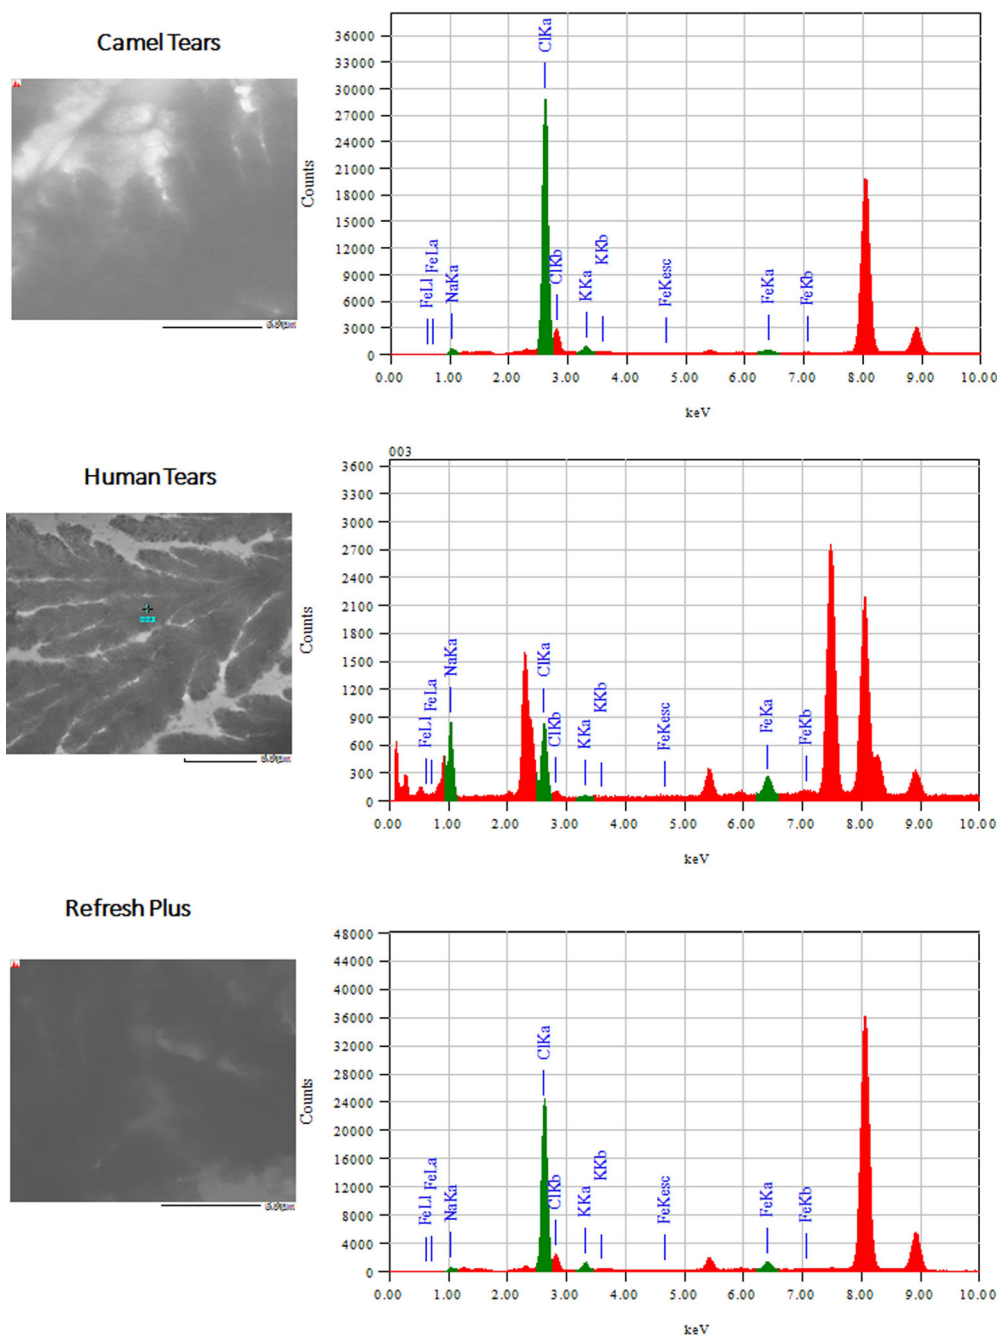 Camel Tears
Counts
36000
33000
30000
27000
24000
21000
18000
15000
12000
9000
6000
3000
0
FeLl
FeLa
NaKa
ClKa
ClKb
KKa
KKb
FeKesc
FeKa
FeKb
0.00 1.00 2.00 3.00 4.00 5.00 6.00 7.00 8.00 9.00 10.00
keV
Human Tears
003
003
Counts
3600
3300
3000
2700
2400
2100
1800
1500
1200
900
600
300
0
FeLl
FeLa
NaKa
ClKa
ClKb
KKa
KKb
FeKesc
FeKa
FeKb
0.00 1.00 2.00 3.00 4.00 5.00 6.00 7.00 8.00 9.00 10.00
keV
Refresh Plus
Counts
48000
44000
40000
36000
32000
28000
24000
20000
16000
12000
8000
4000
0
FeLl
FeLa
NaKa
ClKa
ClKb
KKa
KKb
FeKesc
FeKa
FeKb
0.00 1.00 2.00 3.00 4.00 5.00 6.00 7.00 8.00 9.00 10.00
keV